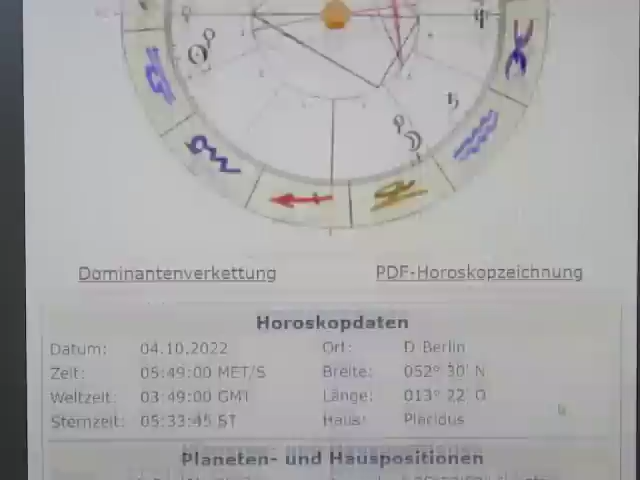 Dominantenverkettung PDF-Horoskopzeichnung
Horoskopdaten
Datum: 04.10.2022 Ort: D Berlin
Zeit: 05:49:00 MET/S Breite: 052° 30' N
Weltzeit: 03:49:00 GMT Länge: 013° 22' O
Sternzeit: 05:33:45 ST Haus: Placidus
Planeten- und Hauspositionen